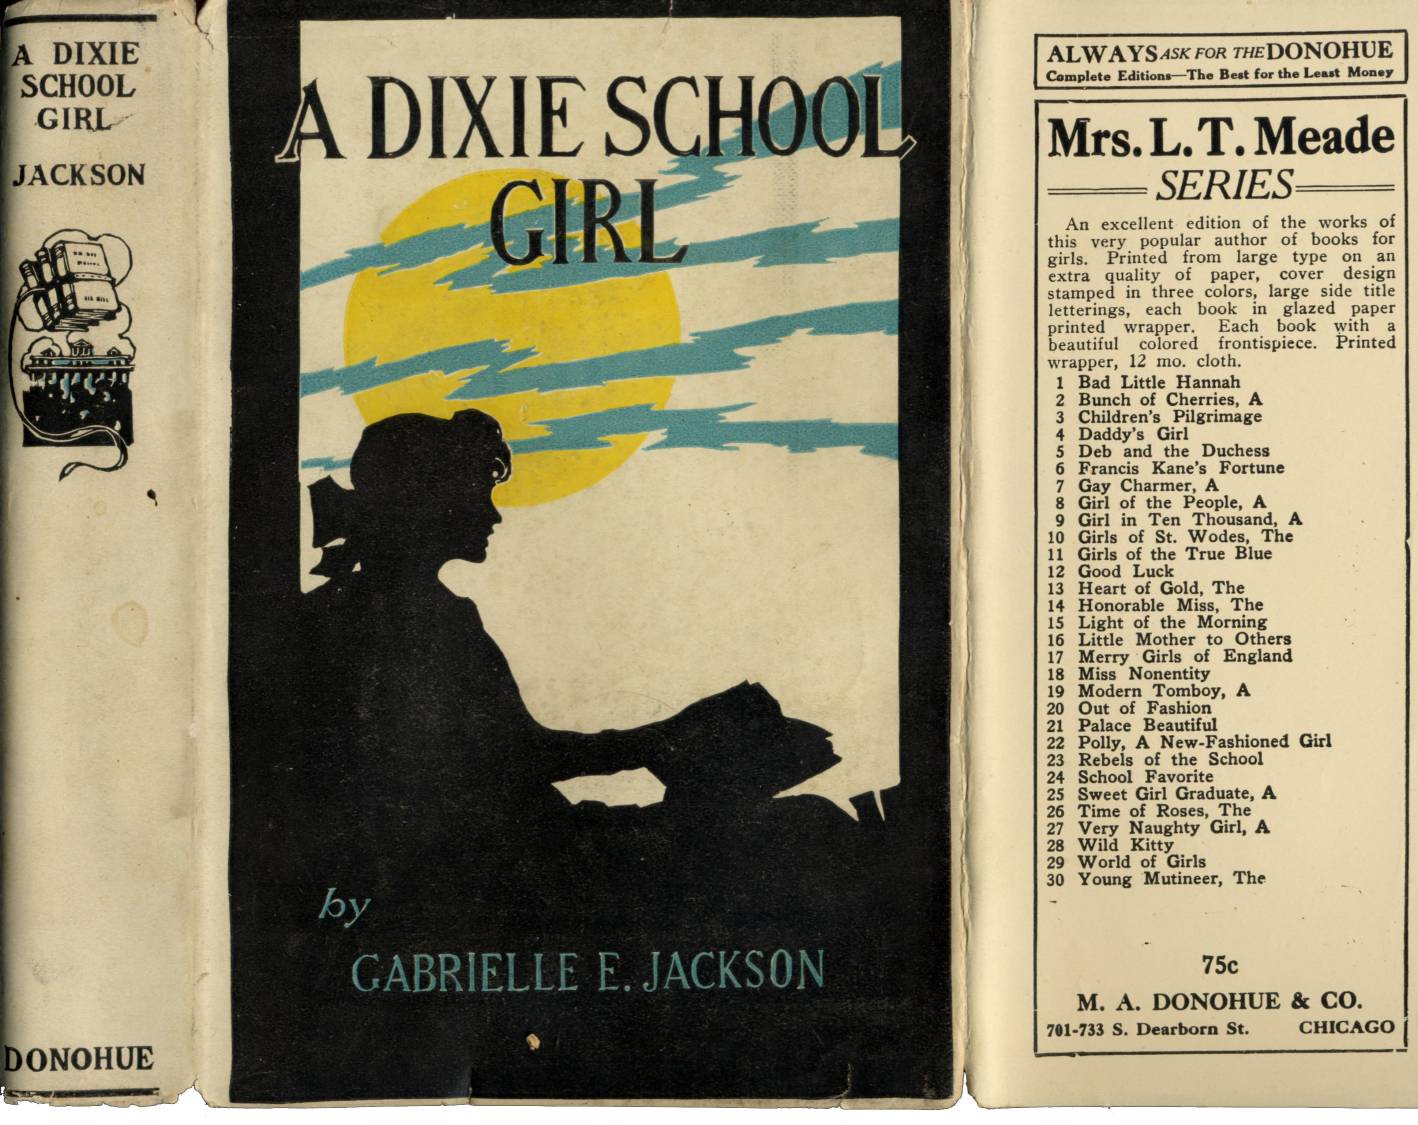 A DIXIE
SCHOOL
GIRL
JACKSON
DONOHUE
A DIXIE SCHOOL
GIRL
by
GABRIELLE E. JACKSON
ALWAYS ASK FOR THE DONOHUE
Complete Editions—The Best for the Least Money
Mrs. L. T. Meade
SERIES
An excellent edition of the works of
this very popular author of books for
girls. Printed from large type on an
extra quality of paper, cover design
stamped in three colors, large side title
letterings, each book in glazed paper
printed wrapper. Each book with a
beautiful colored frontispiece. Printed
wrapper, 12 mo. cloth.
1 Bad Little Hannah
2 Bunch of Cherries, A
3 Children's Pilgrimage
4 Daddy's Girl
5 Deb and the Duchess
6 Francis Kane's Fortune
7 Gay Charmer, A
8 Girl of the People, A
9 Girl in Ten Thousand, A
10 Girls of St. Wodes, The
11 Girls of the True Blue
12 Good Luck
13 Heart of Gold, The
14 Honorable Miss, The
15 Light of the Morning
16 Little Mother to Others
17 Merry Girls of England
18 Miss Nonentity
19 Modern Tomboy, A
20 Out of Fashion
21 Palace Beautiful
22 Polly, A New-Fashioned Girl
23 Rebels of the School
24 School Favorite
25 Sweet Girl Graduate, A
26 Time of Roses, The
27 Very Naughty Girl, A
28 Wild Kitty
29 World of Girls
30 Young Mutineer, The
75c
M. A. DONOHUE & CO.
701-733 S. Dearborn St. CHICAGO